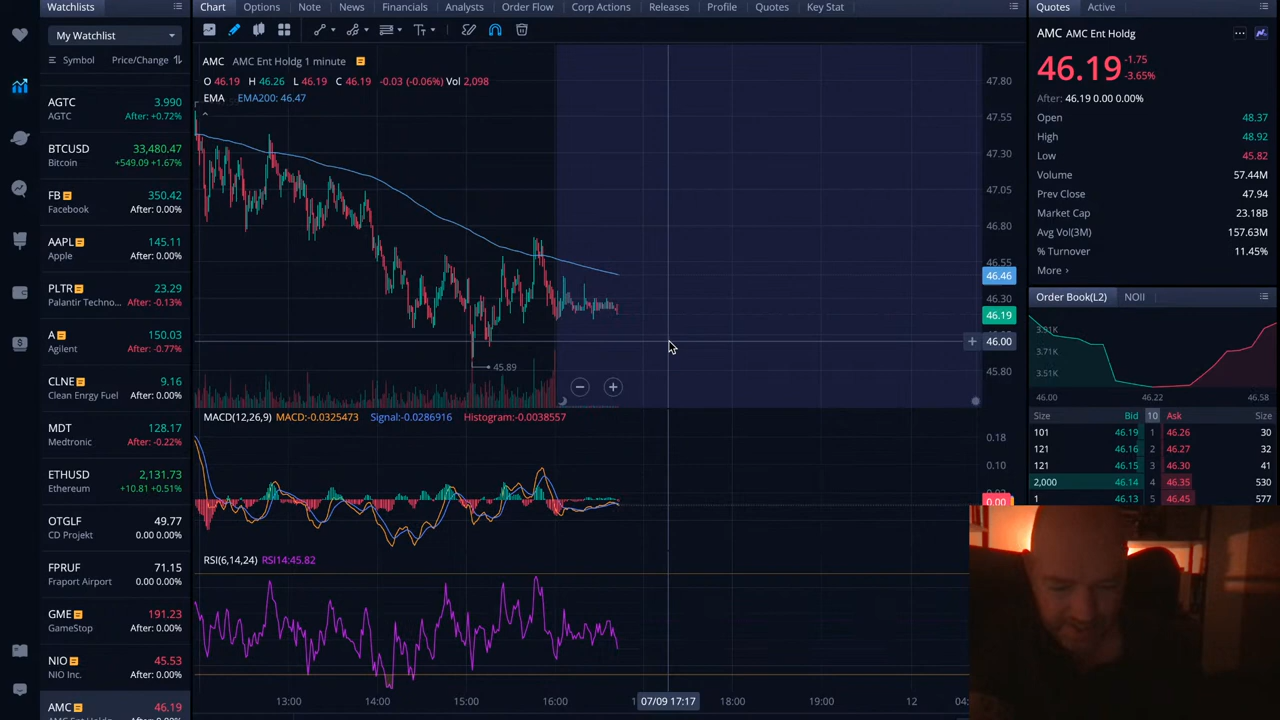 Watchlists
My Watchlist
Symbol Price/Change
AGTC 3.990
AGTC After: +0.72%
BTCUSD 33,480.47
Bitcoin +549.09 +1.67%
FB 350.42
Facebook After: 0.00%
AAPL 145.11
Apple After: 0.00%
PLTR 23.29
Palantir Techno... After: -0.13%
A 150.03
Agilent After: -0.77%
CLNE 9.16
Clean Enrgy Fuel After: 0.00%
MDT 128.17
Medtronic After: -0.22%
ETHUSD 2,131.73
Ethereum +10.81 +0.51%
OTGLF 49.77
CD Projekt 0.00 0.00%
FPRUF 71.15
Fraport Airport 0.00 0.00%
GME 191.23
GameStop After: 0.00%
NIO 45.53
NIO Inc. After: 0.00%
AMC 46.19
Chart Options Note News Financials Analysts Order Flow Corp Actions Releases Profile Quotes Key Stat
AMC AMC Ent Holdg 1 minute
O 46.19 H 46.26 L 46.19 C 46.19 -0.03 (-0.06%) Vol 2,098
EMA EMA200: 46.47
47.80
47.55
47.30
47.05
46.80
46.55
46.46
46.30
46.19
46.00
45.80
45.89
MACD(12,26,9) MACD:-0.0325473 Signal:-0.0286916 Histogram:-0.0038557
0.18
0.10
0.00
RSI(6,14,24) RSI14:45.82
13:00 14:00 15:00 16:00 07/09 17:17 18:00 19:00 12
Quotes Active
AMC AMC Ent Holdg
46.19 -1.75
-3.65%
After: 46.19 0.00 0.00%
Open 48.37
High 48.92
Low 45.82
Volume 57.44M
Prev Close 47.94
Market Cap 23.18B
Avg Vol(3M) 157.63M
% Turnover 11.45%
More
Order Book(L2) NOII
3.91K
3.71K
3.51K
46.00 46.22 46.58
Size Bid 10 Ask Size
101 46.19 1 46.26 30
121 46.16 2 46.27 32
121 46.15 3 46.30 41
2,000 46.14 4 46.35 530
1 46.13 5 46.45 577